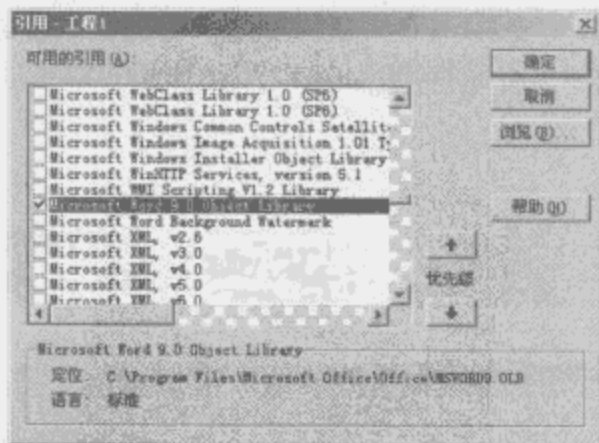 引用 - 工程1
可用的引用(A):
Microsoft WebClass Library 1.0 (SP6)
Microsoft WebClass Library 1.0 (SP6)
Microsoft Windows Common Controls Satellit
Microsoft Windows Image Acquisition 1.01 Ty
Microsoft Windows Installer Object Library
Microsoft WinHTTP Services, version 5.1
Microsoft WMI Scripting V1.2 Library
Microsoft Word 9.0 Object Library
Microsoft Word Background Watermark
Microsoft XML, v2.6
Microsoft XML, v3.0
Microsoft XML, v4.0
Microsoft XML, v5.0
Microsoft XML, v6.0
确定
取消
浏览(B)...
优先级
帮助(H)
Microsoft Word 9.0 Object Library
定位: C:\Program Files\Microsoft Office\Office\MSWORD9.OLB
语言: 标准